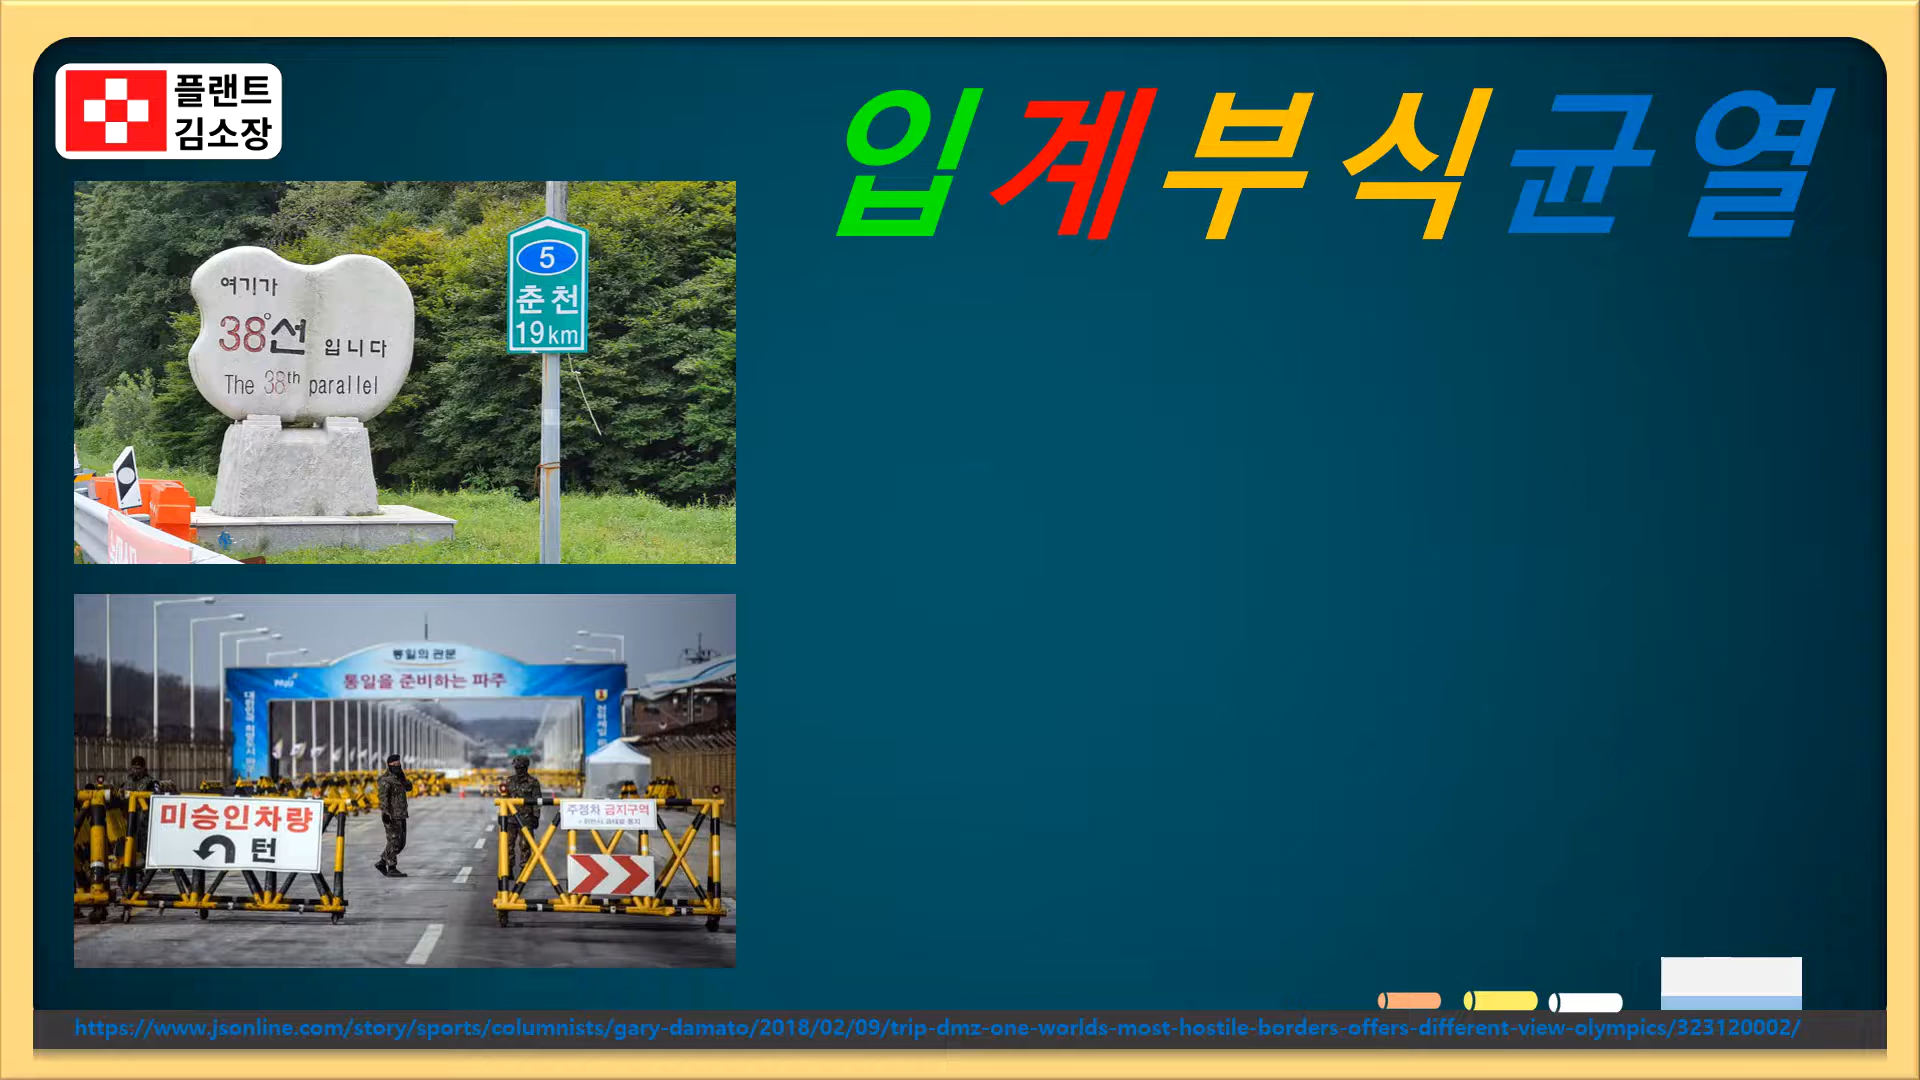 플랜트
김소장
입계부식균열
여기가
38°선 입니다
The 38th parallel
5
춘천
19km
통일의 관문
통일을 준비하는 파주
미승인차량
턴
주정차 금지구역
https://www.jsonline.com/story/sports/columnists/gary-damato/2018/02/09/trip-dmz-one-worlds-most-hostile-borders-offers-different-view-olympics/323120002/